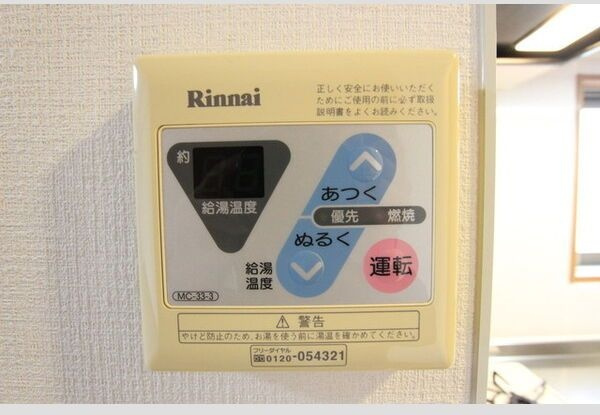 Rinnai
正しく安全にお使いいただく
ためにご使用の前に必ず取扱
説明書をよくお読みください。
約
給湯温度
あつく
優先 燃焼
ぬるく
給湯
温度
運転
MC-33-3
⚠ 警告
やけど防止のため、お湯を使う前に湯温を確かめてください。
フリーダイヤル
0120-054321